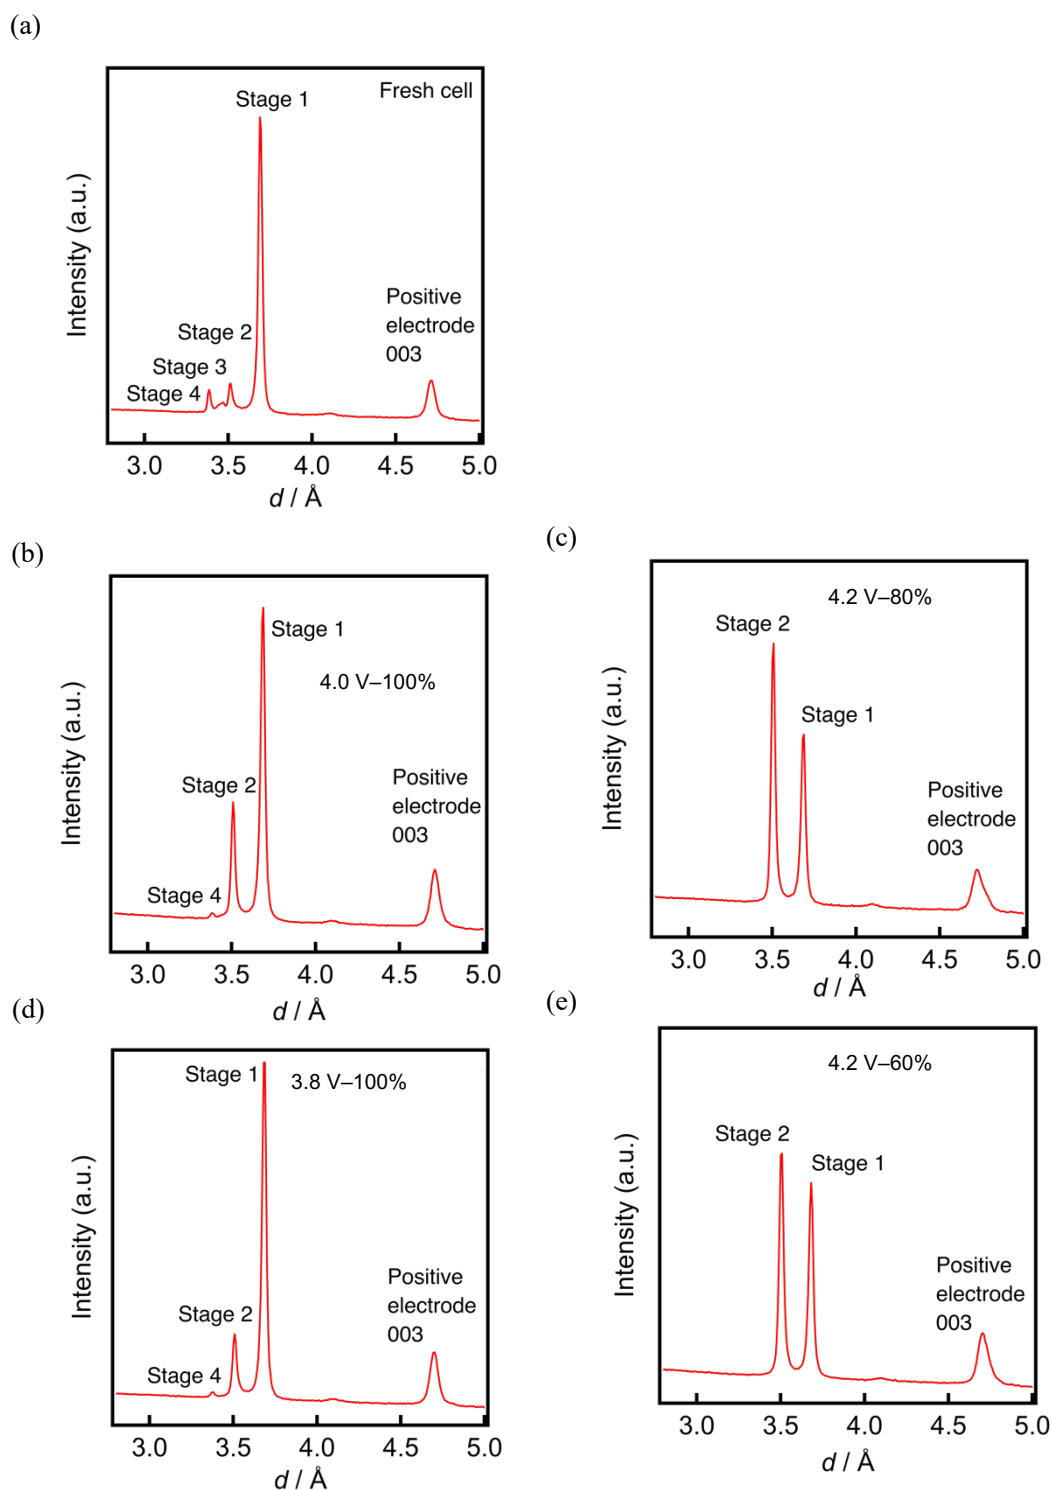 (a)
Fresh cell
Stage 1
Positive
electrode
003
Stage 2
Stage 3
Stage 4
Intensity (a.u.)
3.0 3.5 4.0 4.5 5.0
d / Å
(b)
Stage 1
4.0 V–100%
Positive
electrode
003
Stage 2
Stage 4
Intensity (a.u.)
3.0 3.5 4.0 4.5 5.0
d / Å
(c)
4.2 V–80%
Stage 2
Stage 1
Positive
electrode
003
Intensity (a.u.)
3.0 3.5 4.0 4.5 5.0
d / Å
(d)
Stage 1
3.8 V–100%
Positive
electrode
003
Stage 2
Stage 4
Intensity (a.u.)
3.0 3.5 4.0 4.5 5.0
d / Å
(e)
4.2 V–60%
Stage 2
Stage 1
Positive
electrode
003
Intensity (a.u.)
3.0 3.5 4.0 4.5 5.0
d / Å